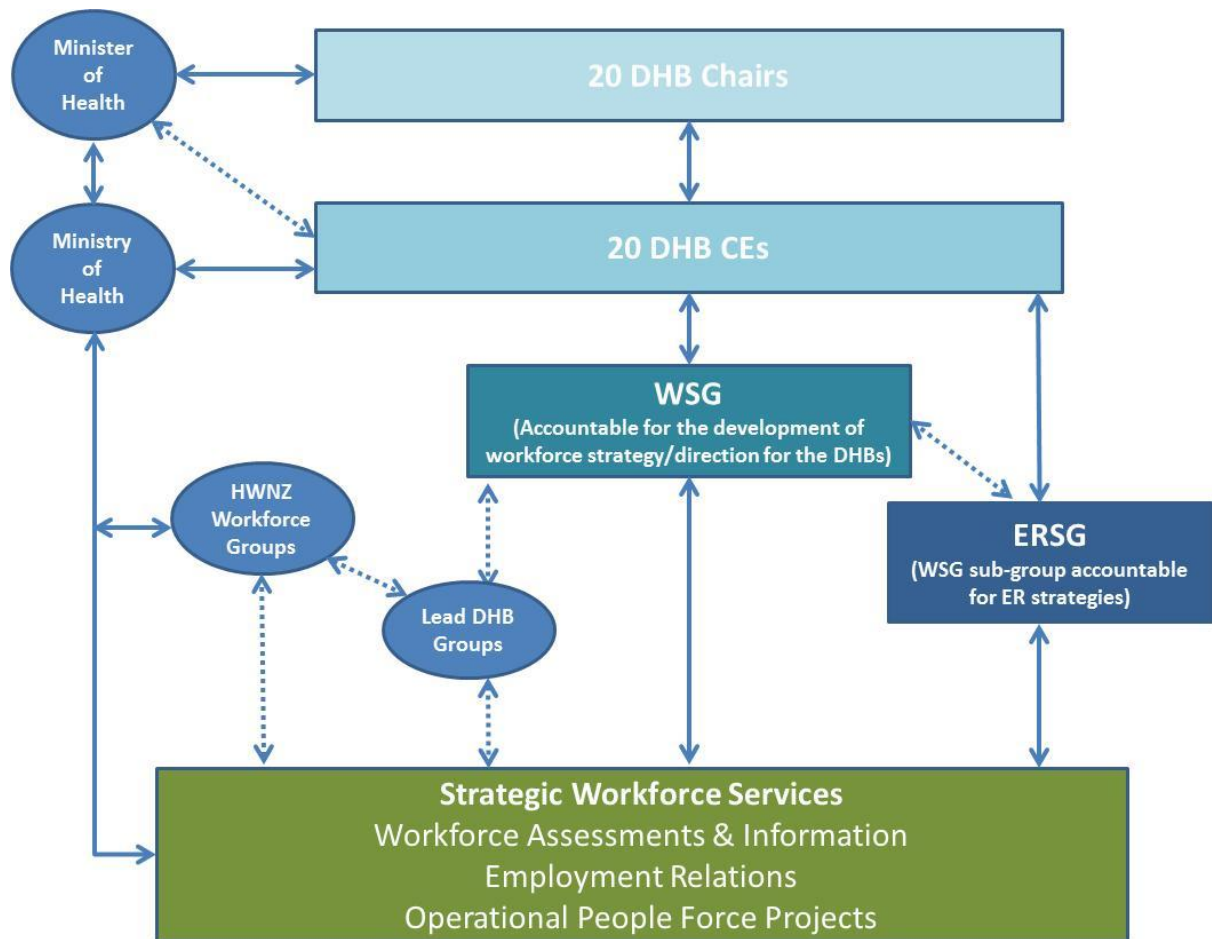 Minister
of
Health
20 DHB Chairs
Ministry
of
Health
20 DHB CEs
WSG
(Accountable for the development of
workforce strategy/direction for the DHBs)
HWNZ
Workforce
Groups
ERSG
(WSG sub-group accountable
for ER strategies)
Lead DHB
Groups
Strategic Workforce Services
Workforce Assessments & Information
Employment Relations
Operational People Force Projects